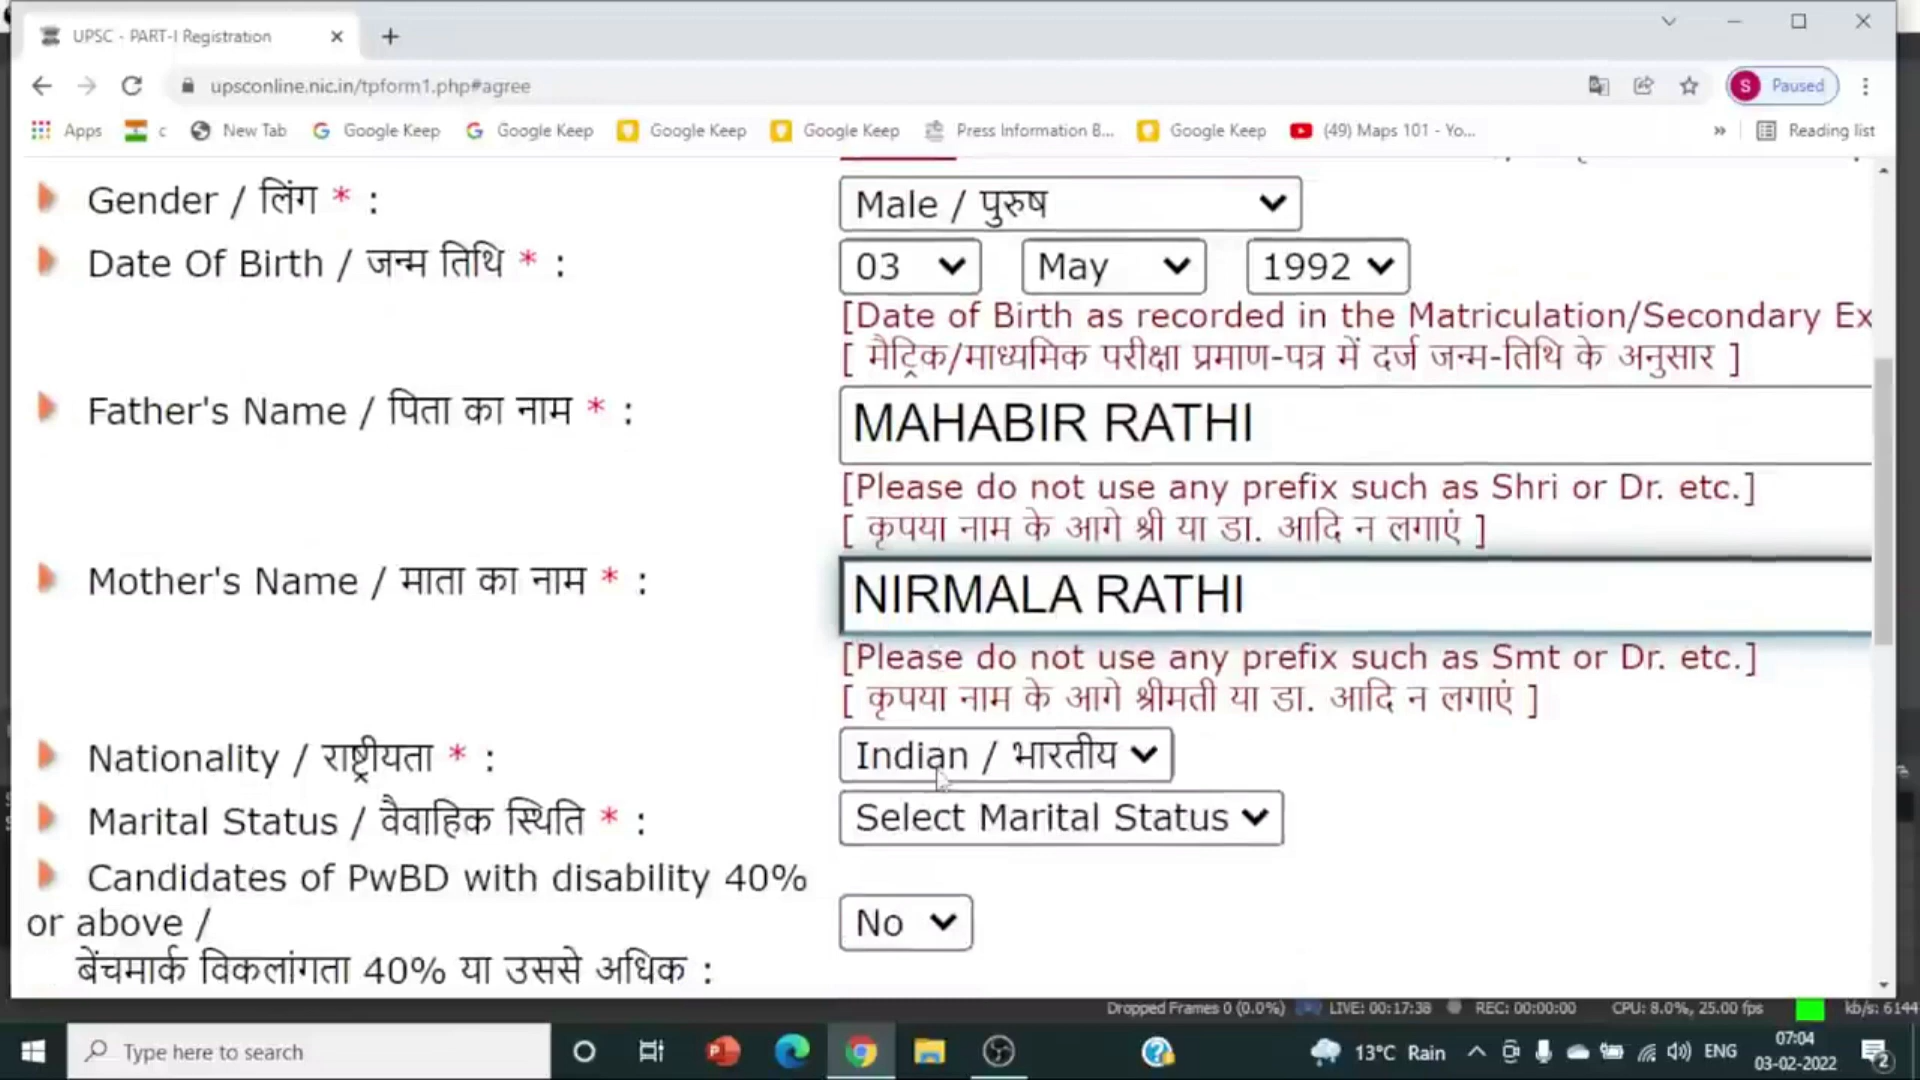 UPSC - PART-I Registration
upsconline.nic.in/tpform1.php#agree
S Paused
Apps c New Tab Google Keep Google Keep Google Keep Google Keep Press Information B... Google Keep (49) Maps 101 - Yo... » Reading list
Gender / लिंग * : Male / पुरुष
Date Of Birth / जन्म तिथि * : 03 May 1992
[Date of Birth as recorded in the Matriculation/Secondary Ex
[ मैट्रिक/माध्यमिक परीक्षा प्रमाण-पत्र में दर्ज जन्म-तिथि के अनुसार ]
Father's Name / पिता का नाम * : MAHABIR RATHI
[Please do not use any prefix such as Shri or Dr. etc.]
[ कृपया नाम के आगे श्री या डा. आदि न लगाएं ]
Mother's Name / माता का नाम * : NIRMALA RATHI
[Please do not use any prefix such as Smt or Dr. etc.]
[ कृपया नाम के आगे श्रीमती या डा. आदि न लगाएं ]
Nationality / राष्ट्रीयता * : Indian / भारतीय
Marital Status / वैवाहिक स्थिति * : Select Marital Status
Candidates of PwBD with disability 40%
or above / No
बेंचमार्क विकलांगता 40% या उससे अधिक :
Dropped Frames 0 (0.0%) LIVE: 00:17:38 REC: 00:00:00 CPU: 8.0%, 25.00 fps kb/s: 6144
Type here to search
13°C Rain ENG 07:04
03-02-2022 2